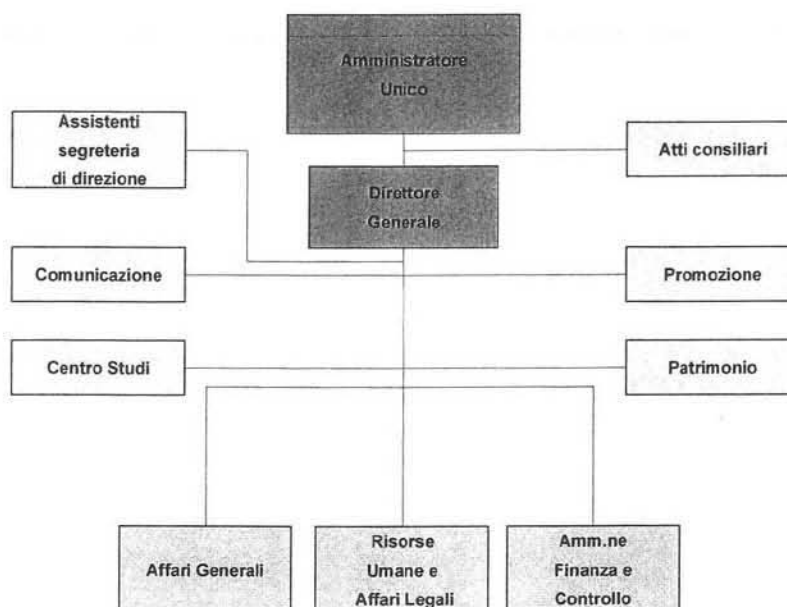 Amministratore
Unico
Assistenti
segreteria
di direzione
Atti consiliari
Direttore
Generale
Comunicazione
Promozione
Centro Studi
Patrimonio
Affari Generali
Risorse
Umane e
Affari Legali
Amm.ne
Finanza e
Controllo